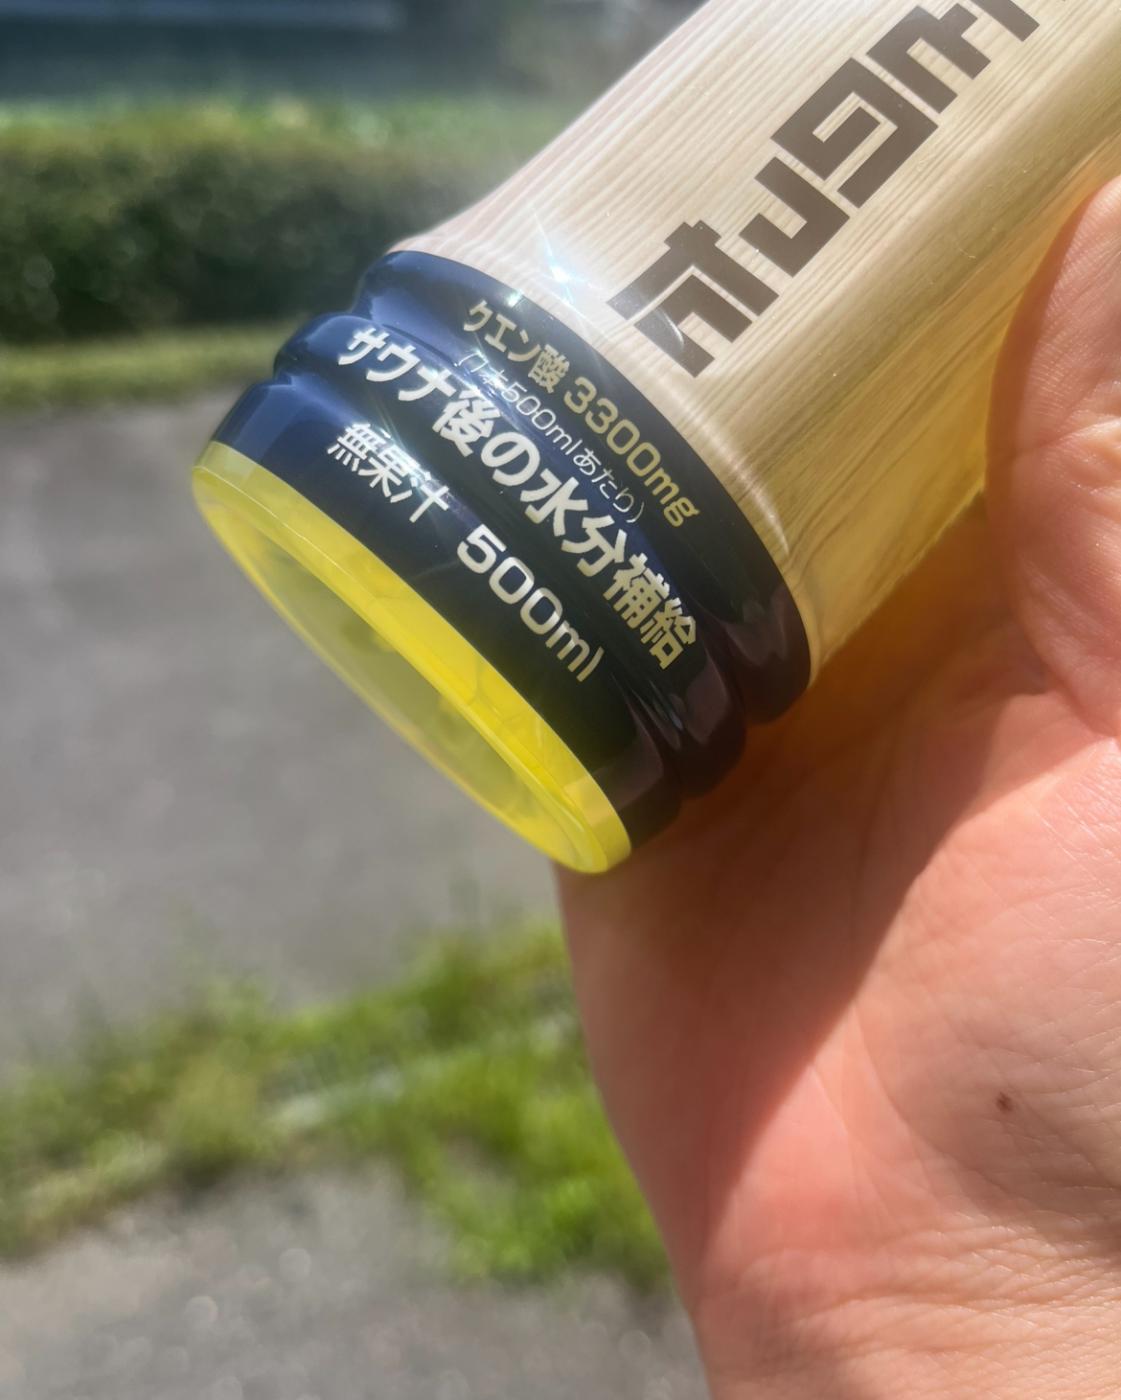 クエン酸 3300mg
(1本500mlあたり)
サウナ後の水分補給
無果汁 500ml